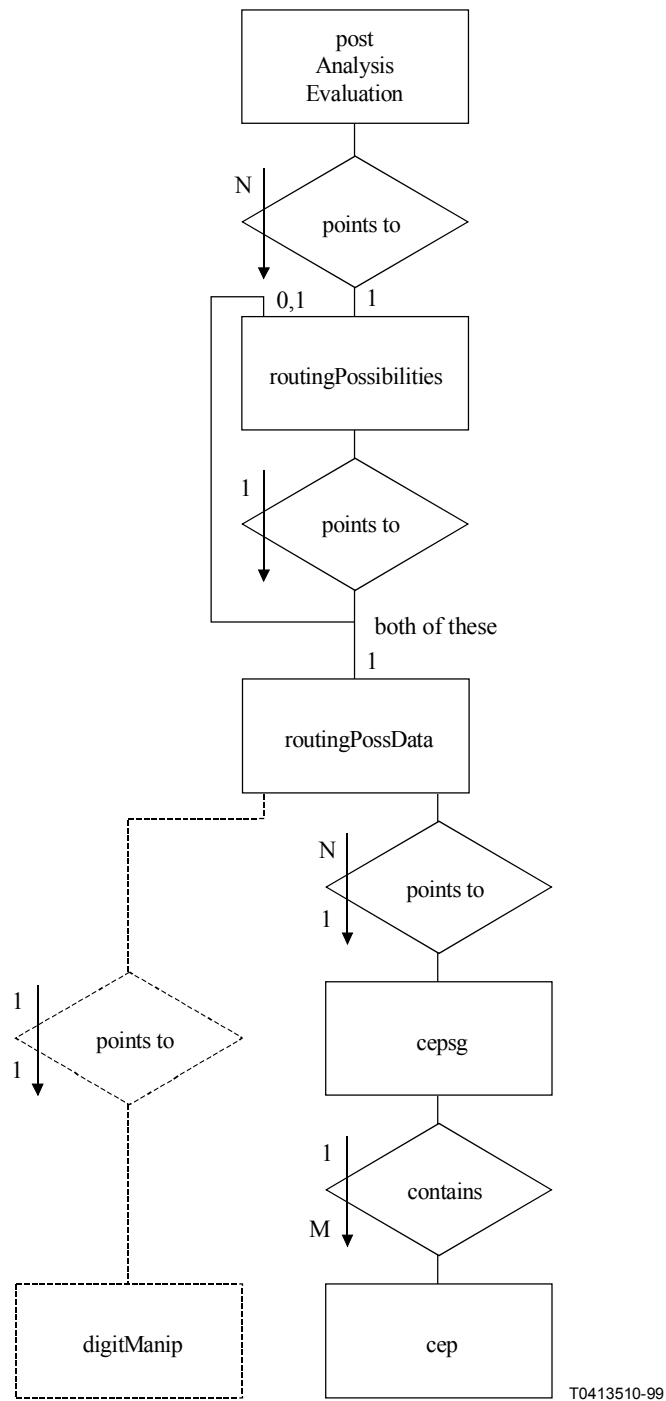 post
Analysis
Evaluation
N
points to
0,1
1
routingPossibilities
1
points to
both of these
1
routingPossData
N
points to
1
1
points to
1
cepsg
1
contains
M
digitManip
cep
T0413510-99